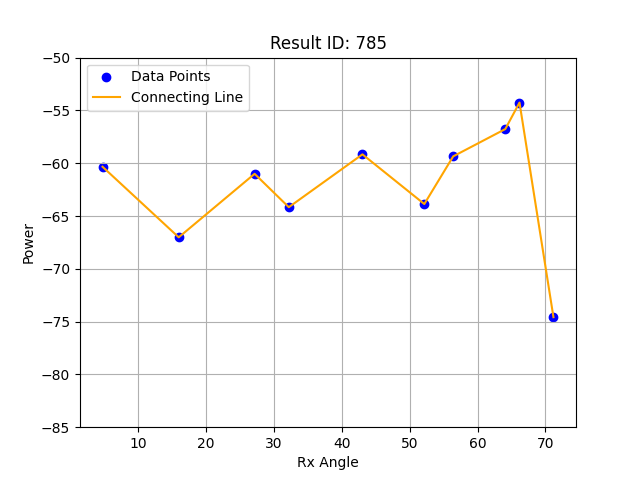 Result ID: 785
Data Points
Connecting Line
−50
−55
−60
−65
−70
−75
−80
−85
Power
10 20 30 40 50 60 70
Rx Angle